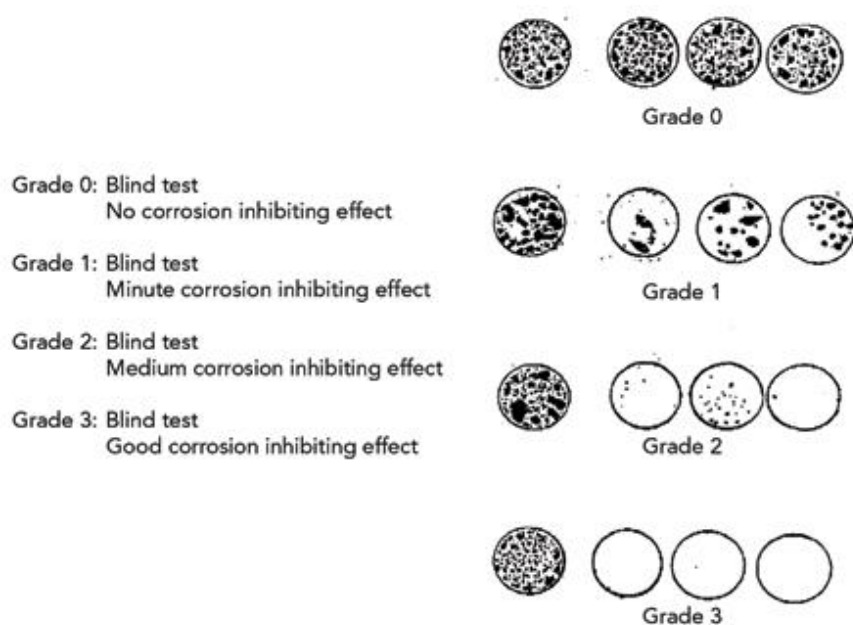 Grade 0
Grade 0: Blind test
No corrosion inhibiting effect
Grade 1: Blind test
Minute corrosion inhibiting effect
Grade 1
Grade 2: Blind test
Medium corrosion inhibiting effect
Grade 3: Blind test
Good corrosion inhibiting effect
Grade 2
Grade 3